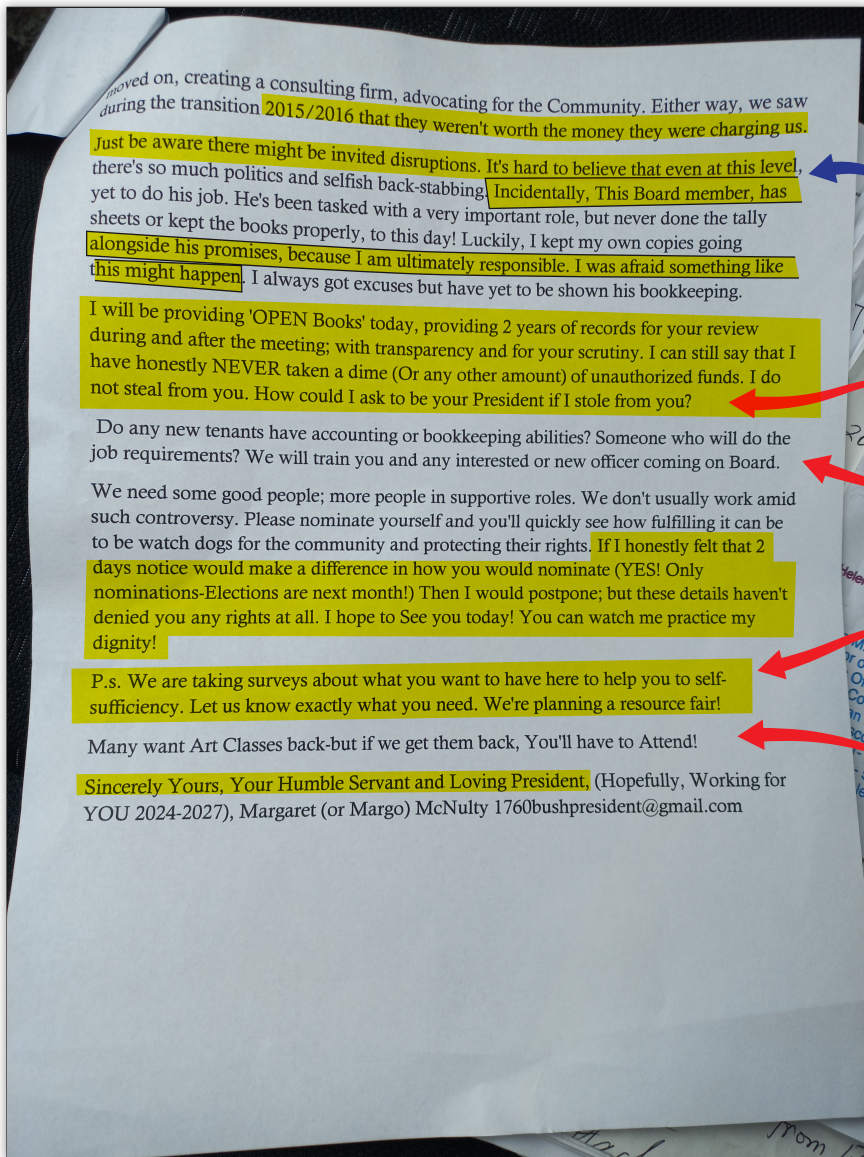 moved on, creating a consulting firm, advocating for the Community. Either way, we saw
during the transition 2015/2016 that they weren't worth the money they were charging us.
Just be aware there might be invited disruptions. It's hard to believe that even at this level,
there's so much politics and selfish back-stabbing. Incidentally, This Board member, has
yet to do his job. He's been tasked with a very important role, but never done the tally
sheets or kept the books properly, to this day! Luckily, I kept my own copies going
alongside his promises, because I am ultimately responsible. I was afraid something like
this might happen. I always got excuses but have yet to be shown his bookkeeping.
I will be providing 'OPEN Books' today, providing 2 years of records for your review
during and after the meeting; with transparency and for your scrutiny. I can still say that I
have honestly NEVER taken a dime (Or any other amount) of unauthorized funds. I do
not steal from you. How could I ask to be your President if I stole from you?
Do any new tenants have accounting or bookkeeping abilities? Someone who will do the
job requirements? We will train you and any interested or new officer coming on Board.
We need some good people; more people in supportive roles. We don't usually work amid
such controversy. Please nominate yourself and you'll quickly see how fulfilling it can be
to be watch dogs for the community and protecting their rights. If I honestly felt that 2
days notice would make a difference in how you would nominate (YES! Only
nominations-Elections are next month!) Then I would postpone; but these details haven't
denied you any rights at all. I hope to See you today! You can watch me practice my
dignity!
P.s. We are taking surveys about what you want to have here to help you to self-
sufficiency. Let us know exactly what you need. We're planning a resource fair!
Many want Art Classes back-but if we get them back, You'll have to Attend!
Sincerely Yours, Your Humble Servant and Loving President, (Hopefully, Working for
YOU 2024-2027), Margaret (or Margo) McNulty 1760bushpresident@gmail.com
from